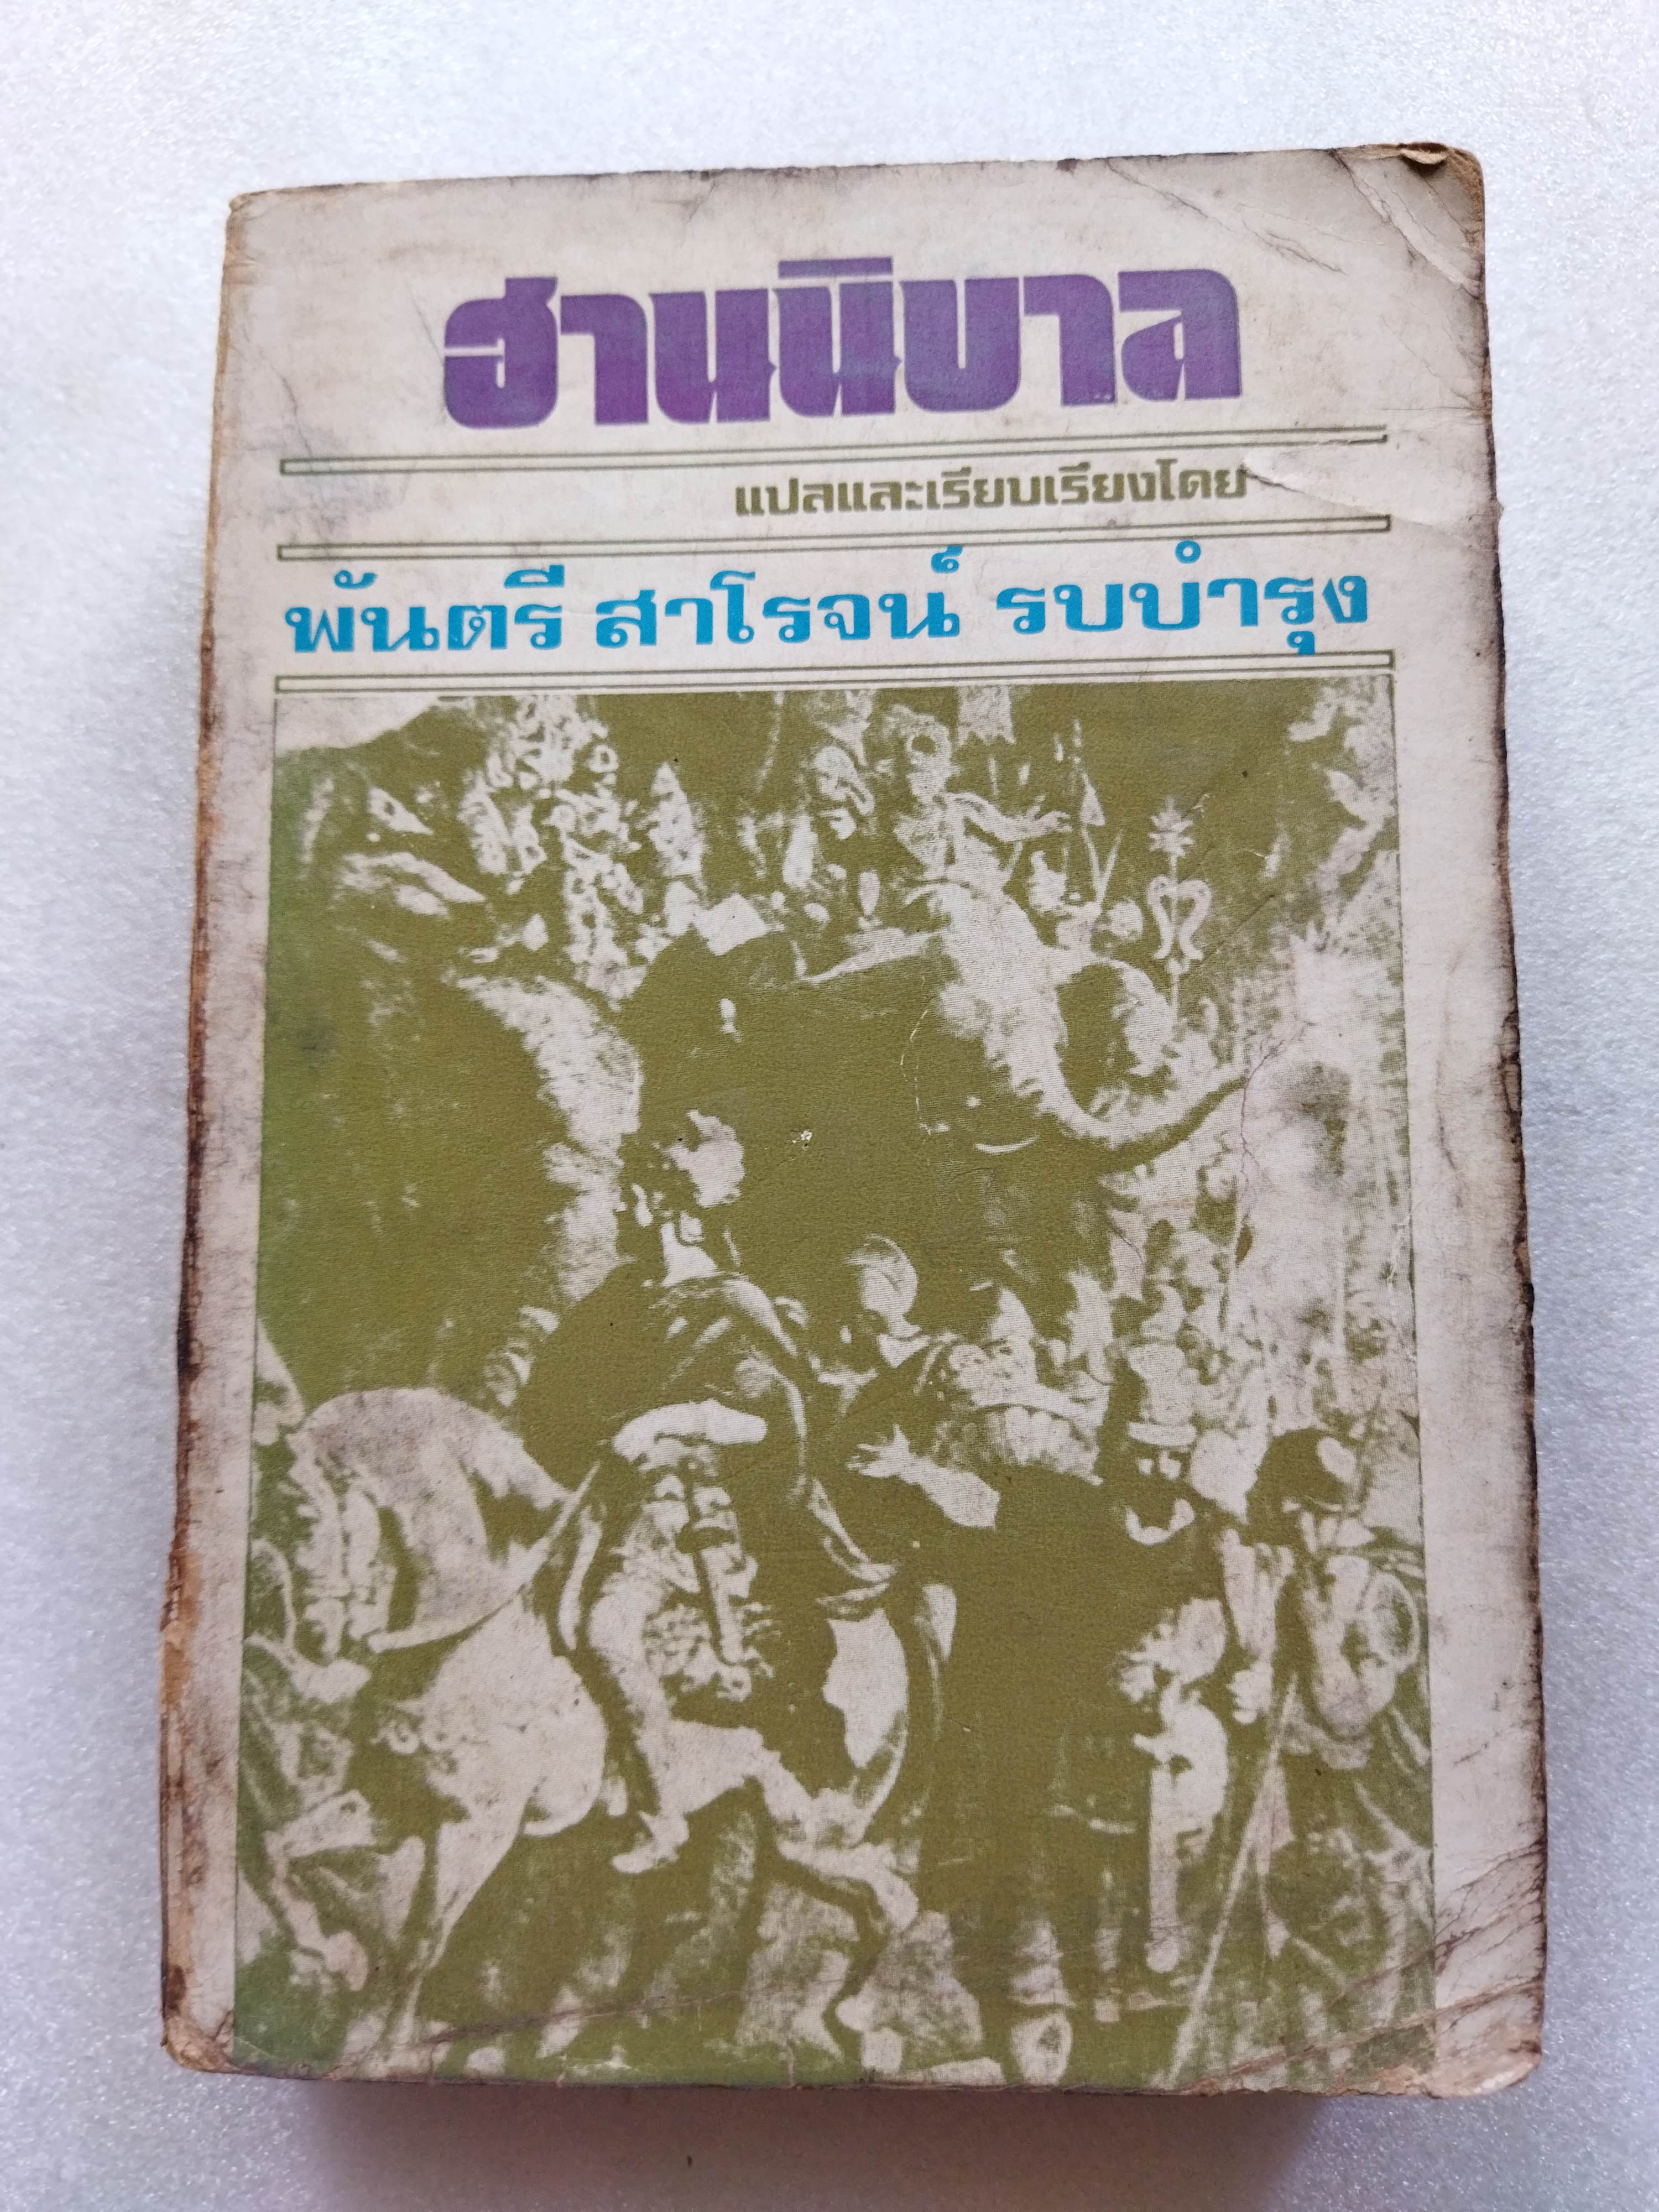 ฮานนิบาล
แปลและเรียบเรียงโดย
พันตรี สาโรจน์ รบบำรุง